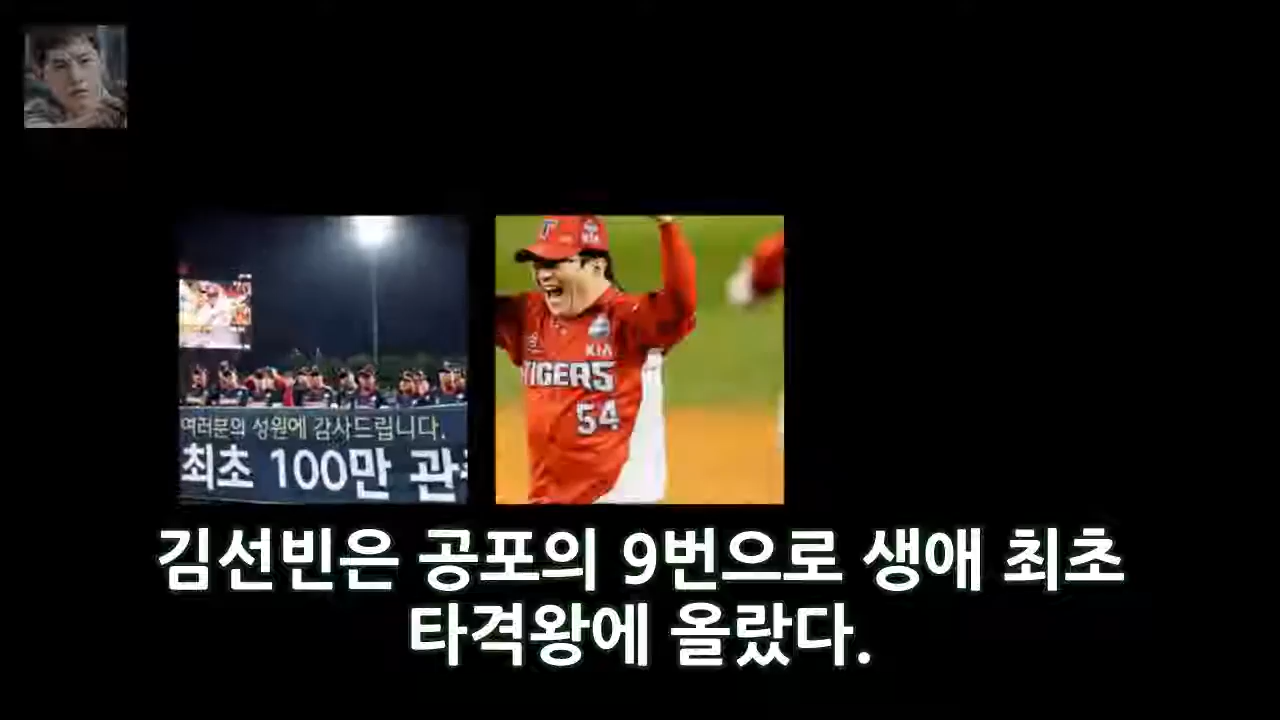 여러분의 성원에 감사드립니다.
최초 100만 관
T
KIA
TIGERS
54
김선빈은 공포의 9번으로 생애 최초
타격왕에 올랐다.